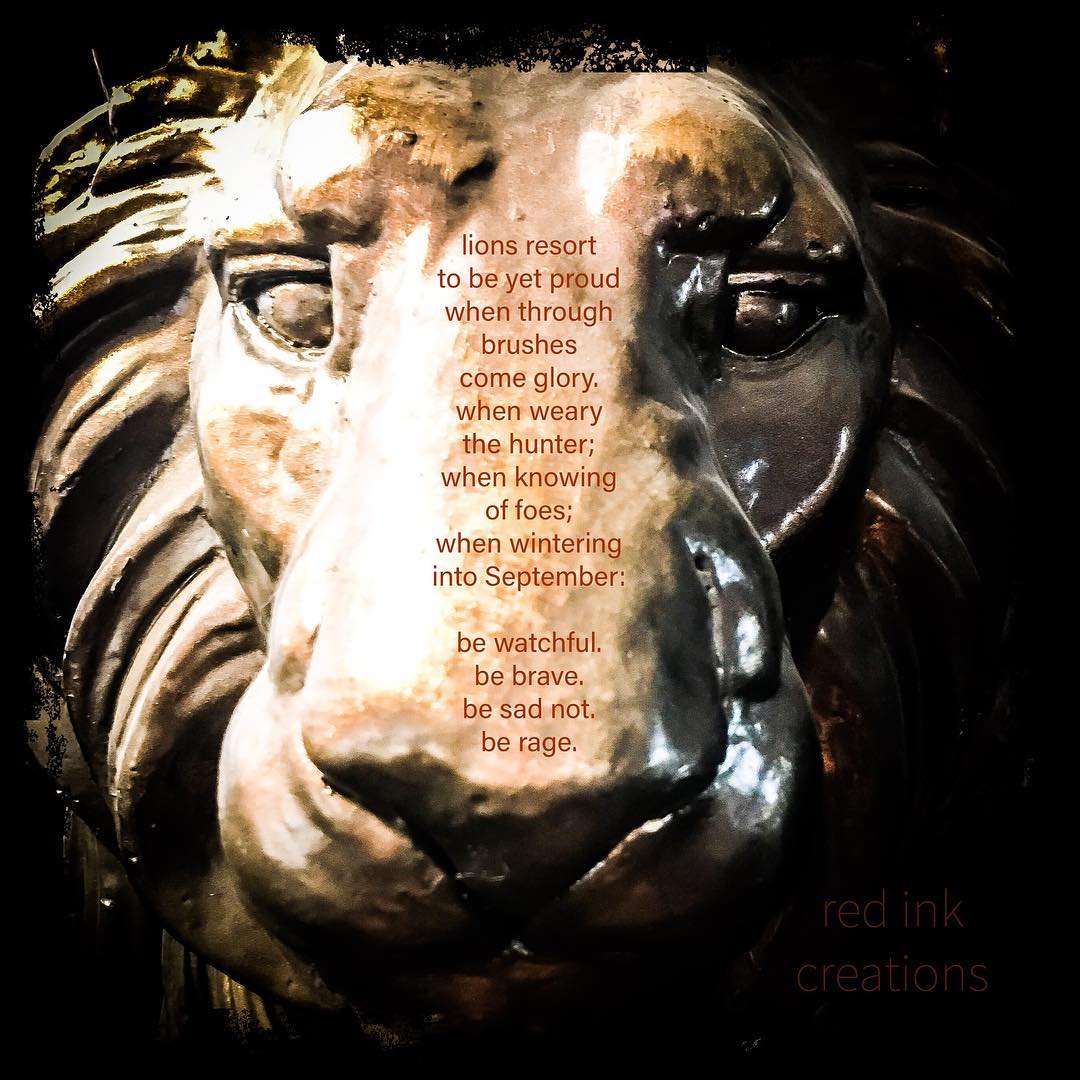 lions resort
to be yet proud
when through
brushes
come glory.
when weary
the hunter;
when knowing
of foes;
when wintering
into September:
be watchful.
be brave.
be sad not.
be rage.
red ink
creations